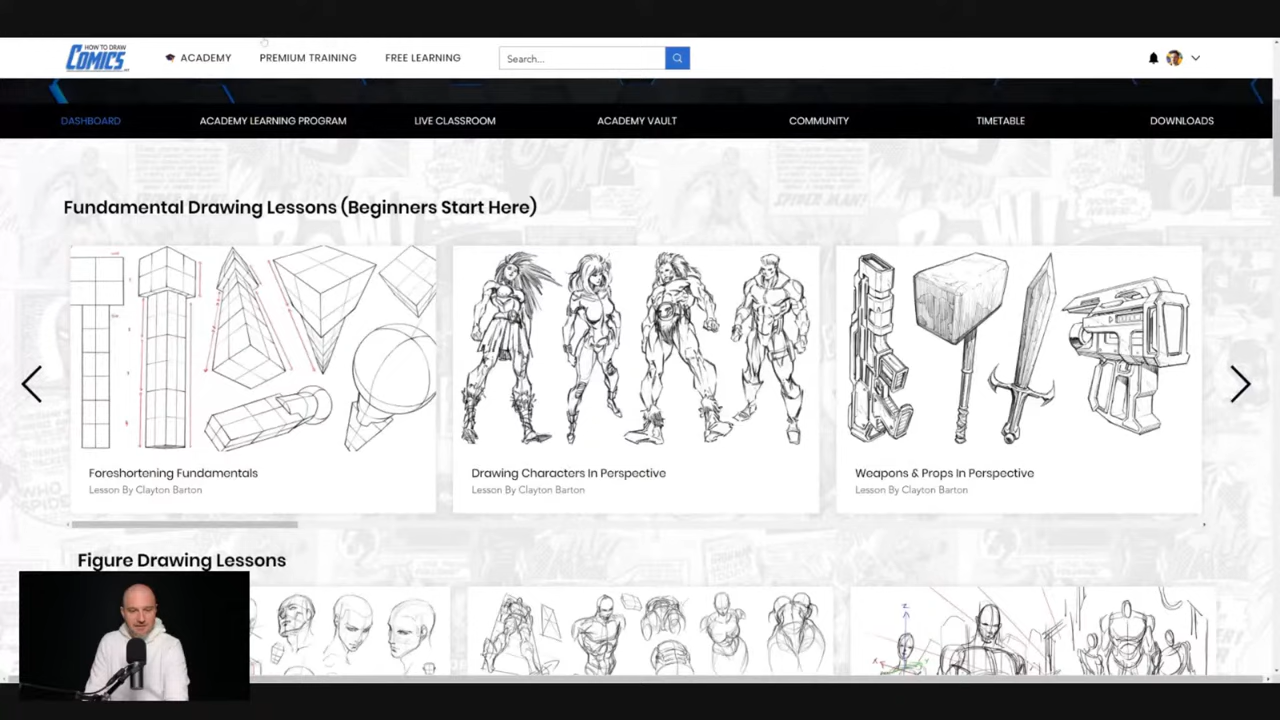 HOW TO DRAW
COMICS
ACADEMY
PREMIUM TRAINING
FREE LEARNING
Search...
DASHBOARD
ACADEMY LEARNING PROGRAM
LIVE CLASSROOM
ACADEMY VAULT
COMMUNITY
TIMETABLE
DOWNLOADS
Fundamental Drawing Lessons (Beginners Start Here)
Foreshortening Fundamentals
Lesson By Clayton Barton
Drawing Characters In Perspective
Lesson By Clayton Barton
Weapons & Props In Perspective
Lesson By Clayton Barton
Figure Drawing Lessons